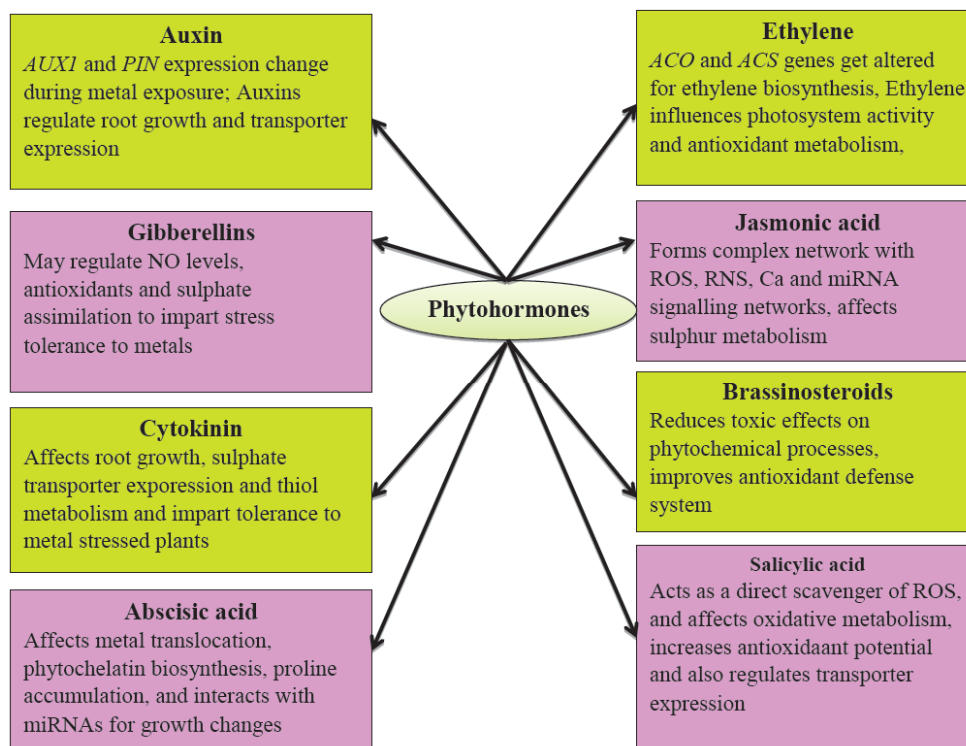 Auxin
AUX1 and PIN expression change
during metal exposure; Auxins
regulate root growth and transporter
expression
Gibberellins
May regulate NO levels,
antioxidants and sulphate
assimilation to impart stress
tolerance to metals
Cytokinin
Affects root growth, sulphate
transporter exporession and thiol
metabolism and impart tolerance to
metal stressed plants
Abscisic acid
Affects metal translocation,
phytochelatin biosynthesis, proline
accumulation, and interacts with
miRNAs for growth changes
Phytohormones
Ethylene
ACO and ACS genes get altered
for ethylene biosynthesis, Ethylene
influences photosystem activity
and antioxidant metabolism,
Jasmonic acid
Forms complex network with
ROS, RNS, Ca and miRNA
signalling networks, affects
sulphur metabolism
Brassinosteroids
Reduces toxic effects on
phytochemical processes,
improves antioxidant defense
system
Salicylic acid
Acts as a direct scavenger of ROS,
and affects oxidative metabolism,
increases antioxidaant potential
and also regulates transporter
expression